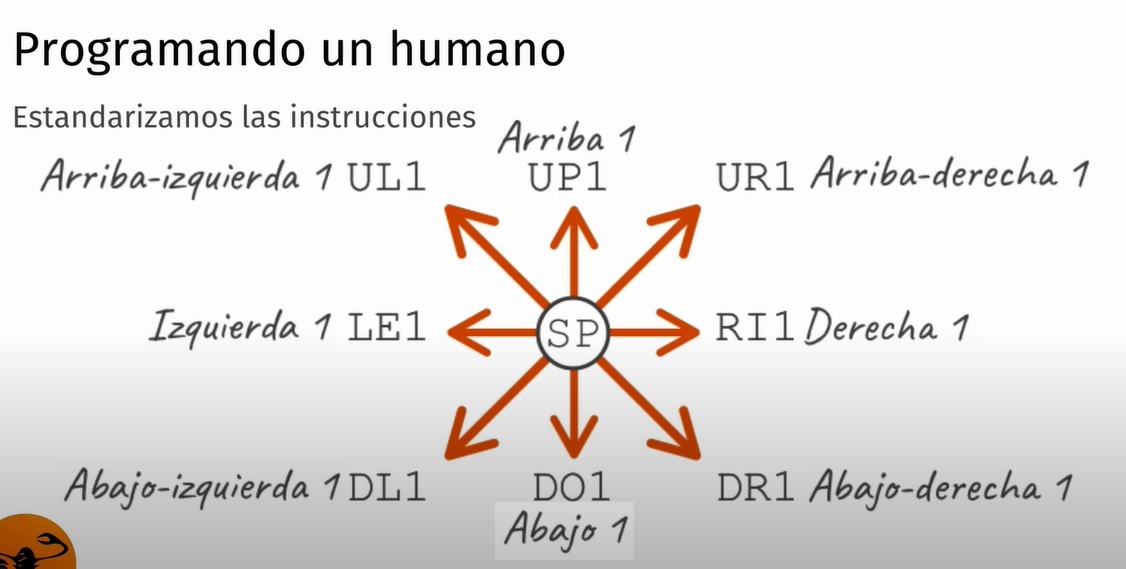 Programando un humano
Estandarizamos las instrucciones
Arriba 1
Arriba-izquierda 1 UL1
UP1
UR1 Arriba-derecha 1
Izquierda 1 LE1
SP
RI1 Derecha 1
Abajo-izquierda 1 DL1
DO1
DR1 Abajo-derecha 1
Abajo 1